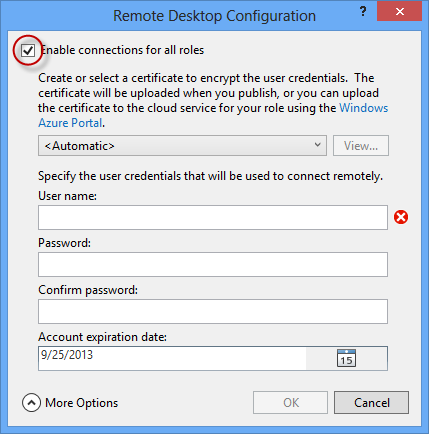 Remote Desktop Configuration
?
Enable connections for all roles
Create or select a certificate to encrypt the user credentials. The
certificate will be uploaded when you publish, or you can upload
the certificate to the cloud service for your role using the Windows
Azure Portal.
<Automatic>
View...
Specify the user credentials that will be used to connect remotely.
User name:
Password:
Confirm password:
Account expiration date:
9/25/2013
15
More Options
OK
Cancel